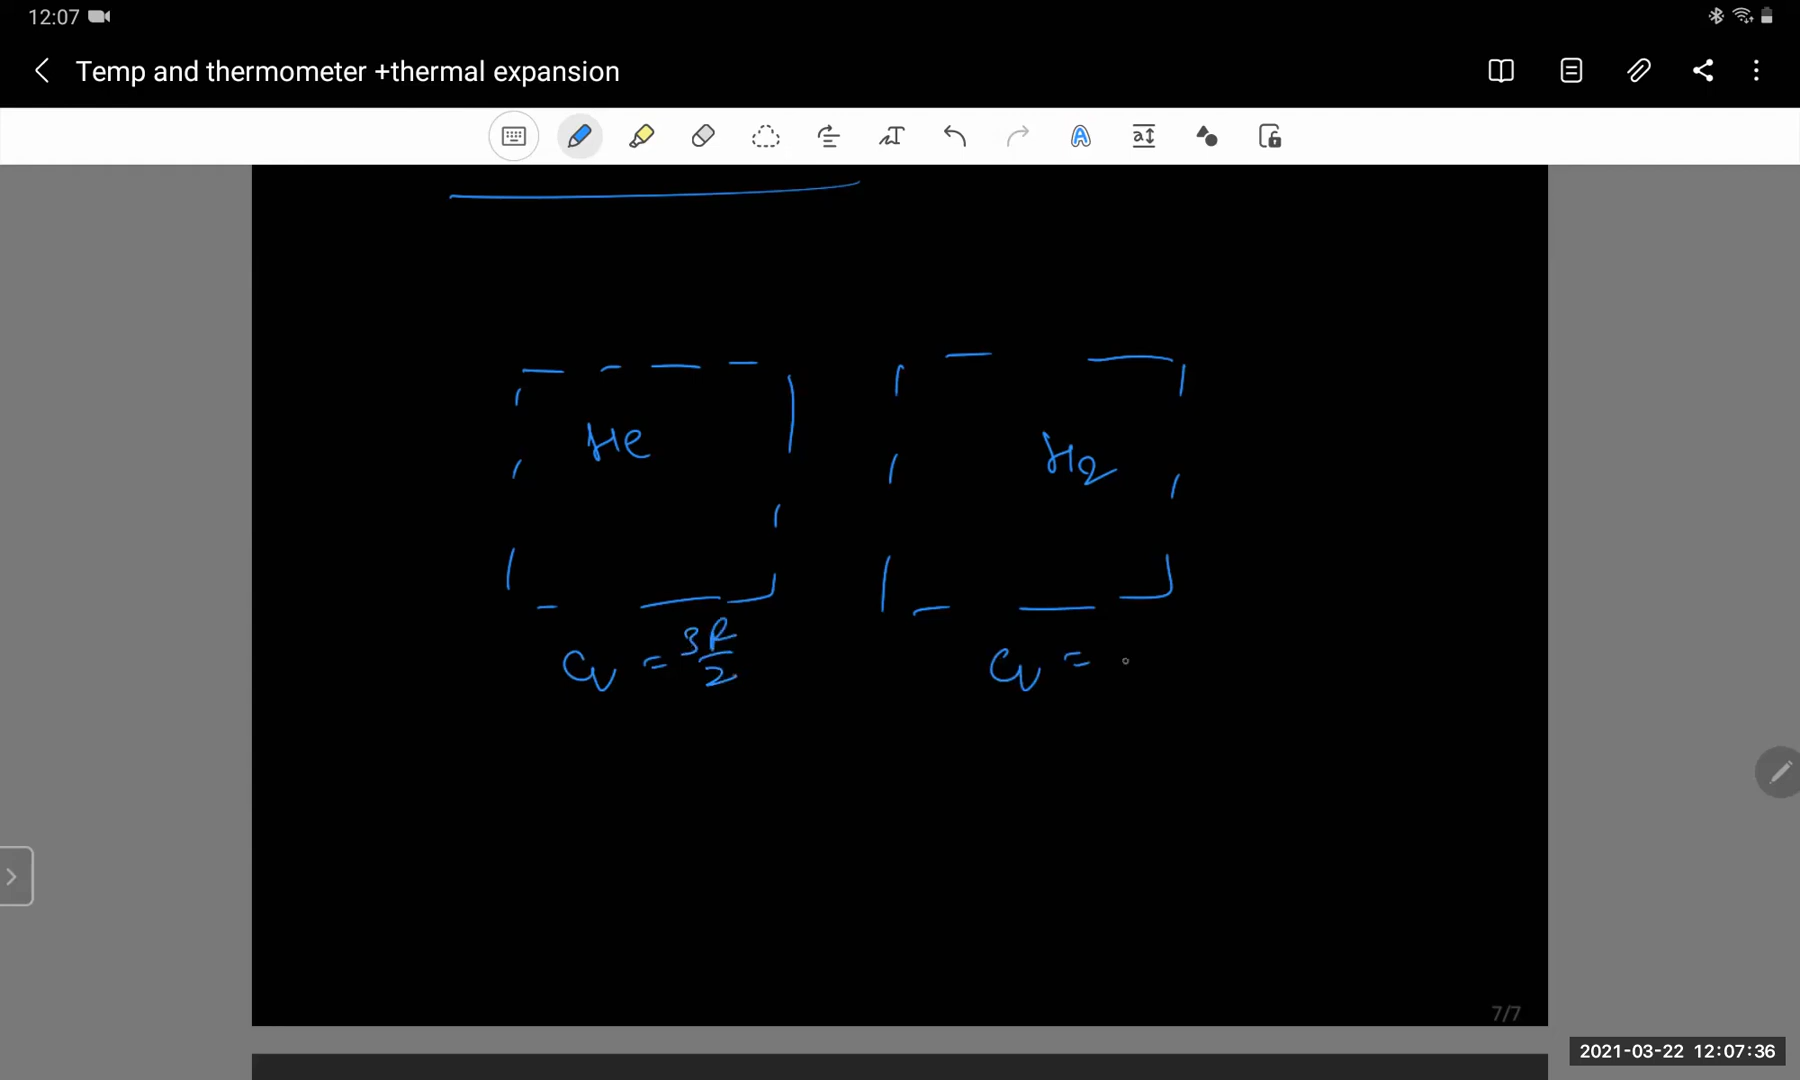 12:07
Temp and thermometer +thermal expansion
He
H2
Cv = 3R/2
Cv =
7/7
2021-03-22 12:07:36